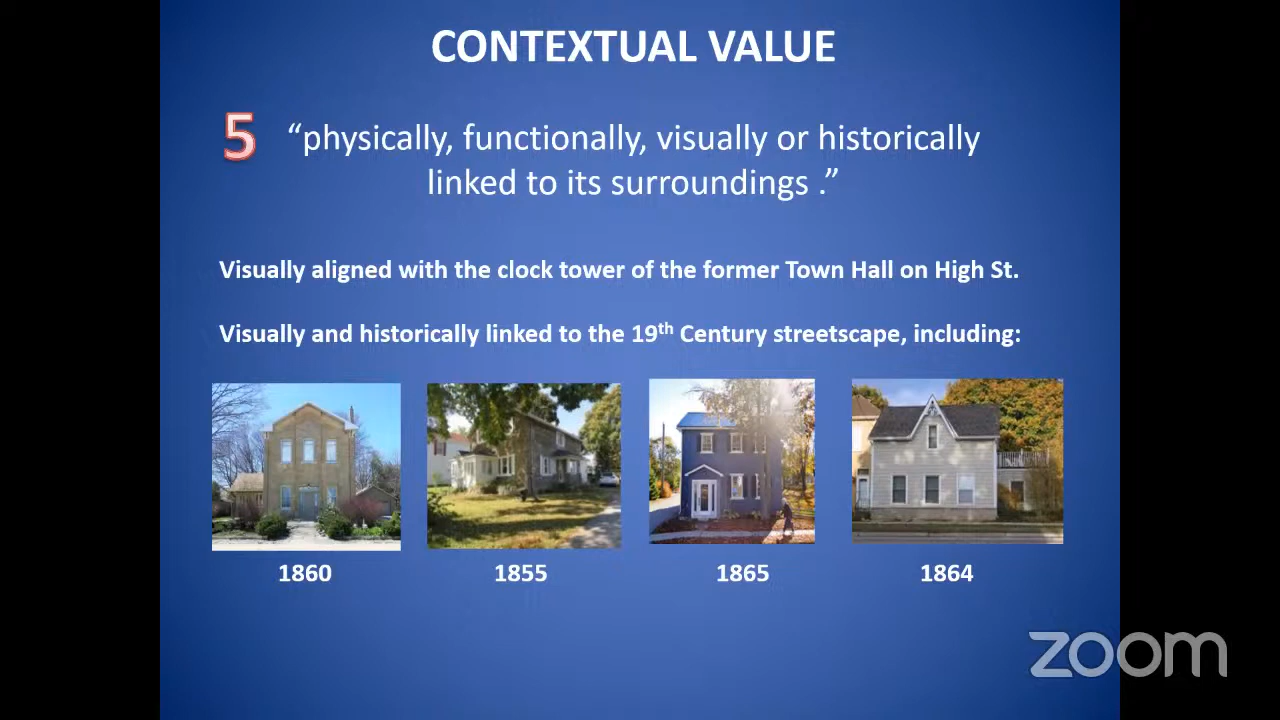 CONTEXTUAL VALUE
5 “physically, functionally, visually or historically
linked to its surroundings .”
Visually aligned with the clock tower of the former Town Hall on High St.
Visually and historically linked to the 19th Century streetscape, including:
1860 1855 1865 1864
zoom